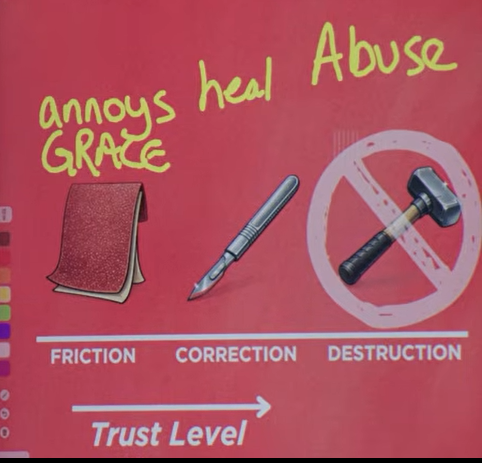 annoys heal Abuse
GRACE
FRICTION CORRECTION DESTRUCTION
Trust Level